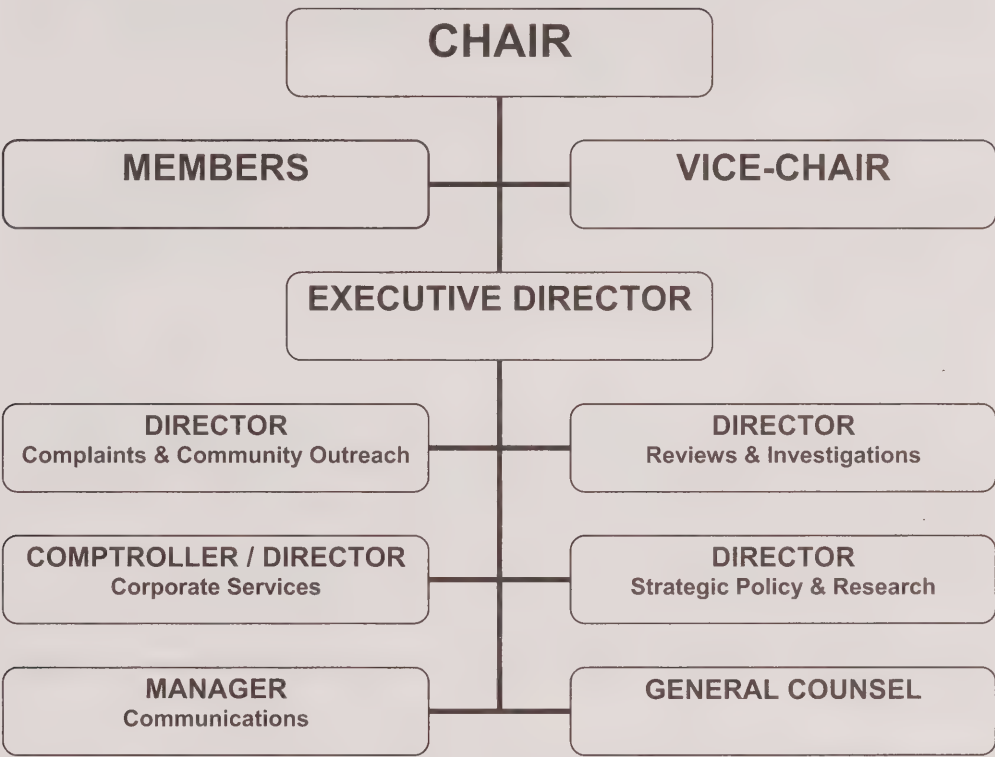 CHAIR
MEMBERS
VICE-CHAIR
EXECUTIVE DIRECTOR
DIRECTOR
Complaints & Community Outreach
DIRECTOR
Reviews & Investigations
COMPTROLLER / DIRECTOR
Corporate Services
DIRECTOR
Strategic Policy & Research
MANAGER
Communications
GENERAL COUNSEL